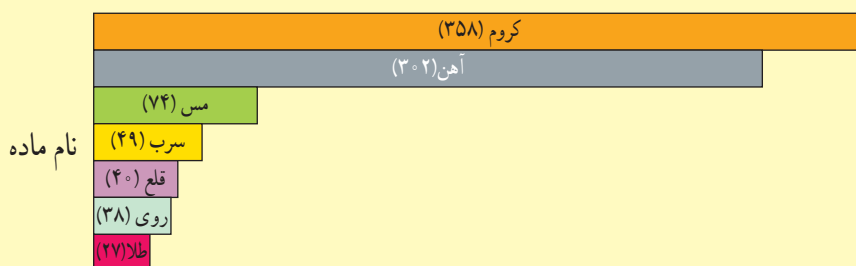 کروم (۳۵۸)
آهن(۳۰۲)
مس (۷۴)
سرب (۴۹)
نام ماده
قلع (۴۰)
روی (۳۸)
طلا(۲۷)